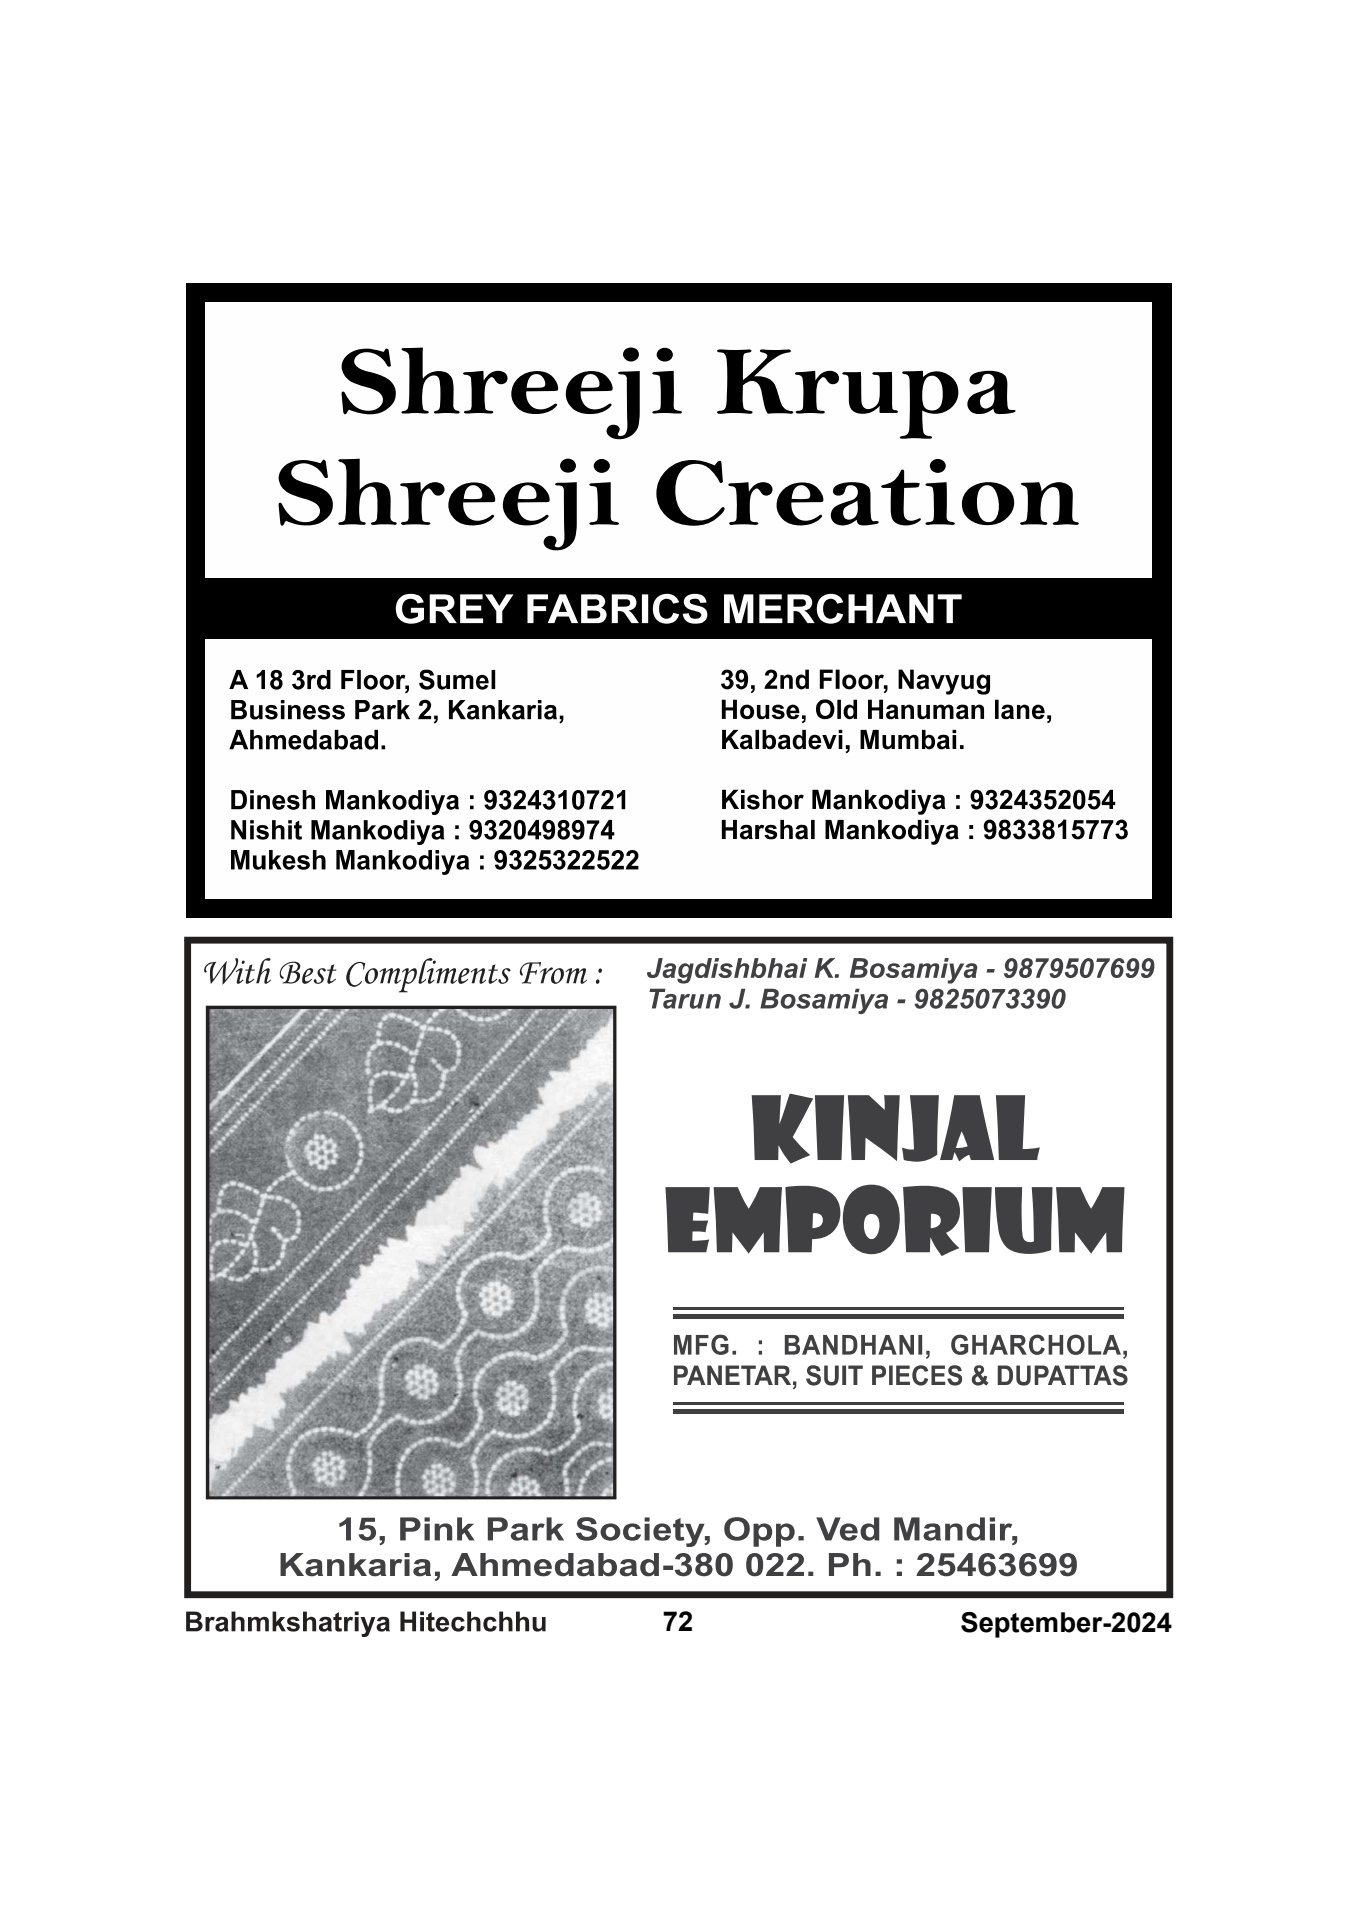 Shreeji Krupa
Shreeji Creation
GREY FABRICS MERCHANT
A 18 3rd Floor, Sumel
Business Park 2, Kankaria,
Ahmedabad.
Dinesh Mankodiya : 9324310721
Nishit Mankodiya : 9320498974
Mukesh Mankodiya : 9325322522
39, 2nd Floor, Navyug
House, Old Hanuman lane,
Kalbadevi, Mumbai.
Kishor Mankodiya : 9324352054
Harshal Mankodiya : 9833815773
With Best Compliments From :
Jagdishbhai K. Bosamiya - 9879507699
Tarun J. Bosamiya - 9825073390
KINJAL
EMPORIUM
MFG. : BANDHANI, GHARCHOLA,
PANETAR, SUIT PIECES & DUPATTAS
15, Pink Park Society, Opp. Ved Mandir,
Kankaria, Ahmedabad-380 022. Ph. : 25463699
Brahmkshatriya Hitechchhu 72 September-2024